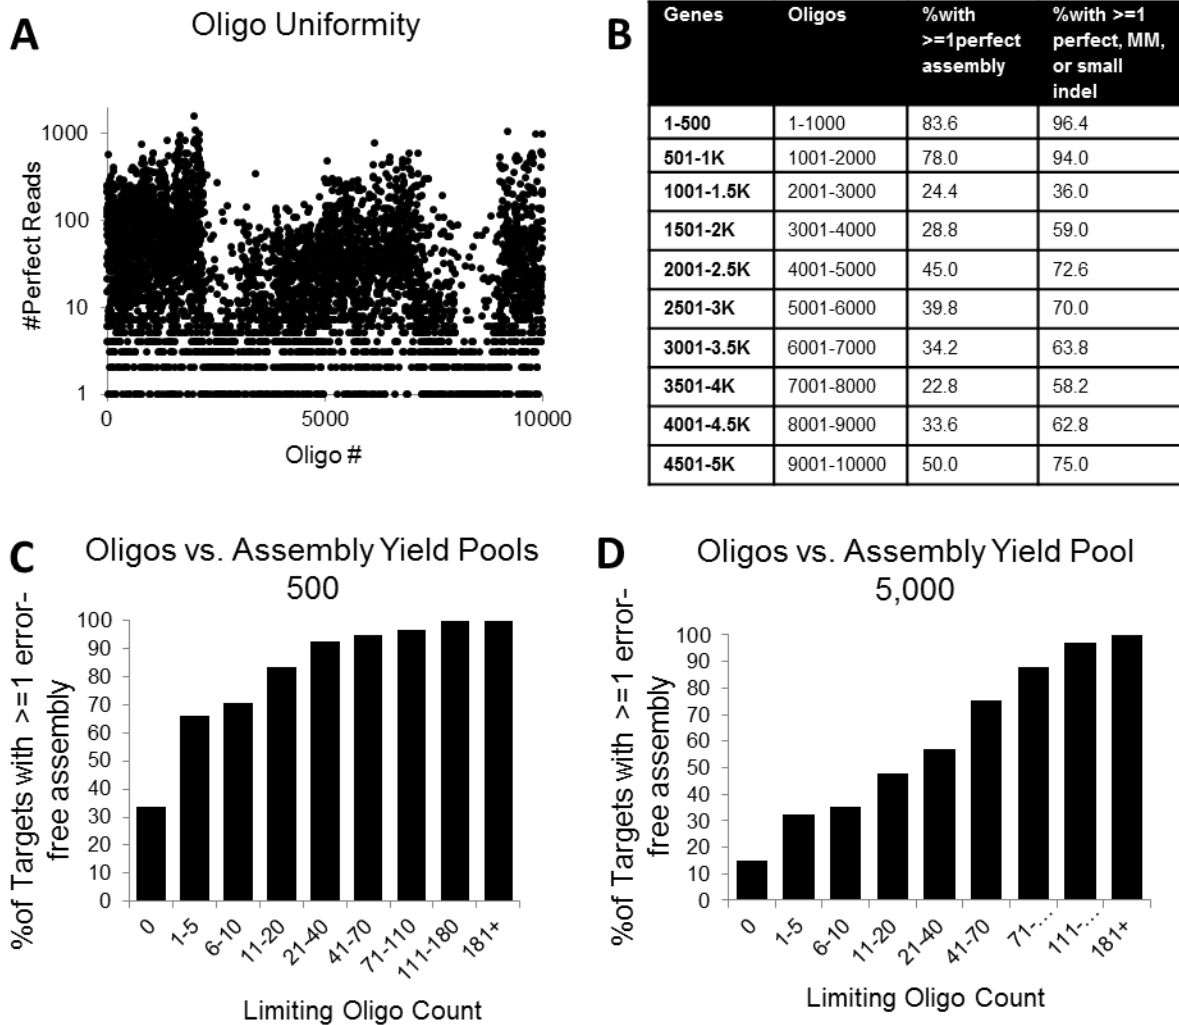 A
Oligo Uniformity
#Perfect Reads
1000
100
10
1
0
5000
10000
Oligo #
B
Genes Oligos %with >=1perfect assembly %with >=1 perfect, MM, or small indel
1-500 1-1000 83.6 96.4
501-1K 1001-2000 78.0 94.0
1001-1.5K 2001-3000 24.4 36.0
1501-2K 3001-4000 28.8 59.0
2001-2.5K 4001-5000 45.0 72.6
2501-3K 5001-6000 39.8 70.0
3001-3.5K 6001-7000 34.2 63.8
3501-4K 7001-8000 22.8 58.2
4001-4.5K 8001-9000 33.6 62.8
4501-5K 9001-10000 50.0 75.0
C
Oligos vs. Assembly Yield Pools
500
%of Targets with >=1 error-
free assembly
100
90
80
70
60
50
40
30
20
10
0
0
1-5
6-10
11-20
21-40
41-70
71-110
111-180
181+
Limiting Oligo Count
D
Oligos vs. Assembly Yield Pool
5,000
%of Targets with >=1 error-
free assembly
100
90
80
70
60
50
40
30
20
10
0
0
1-5
6-10
11-20
21-40
41-70
71-...
111-...
181+
Limiting Oligo Count